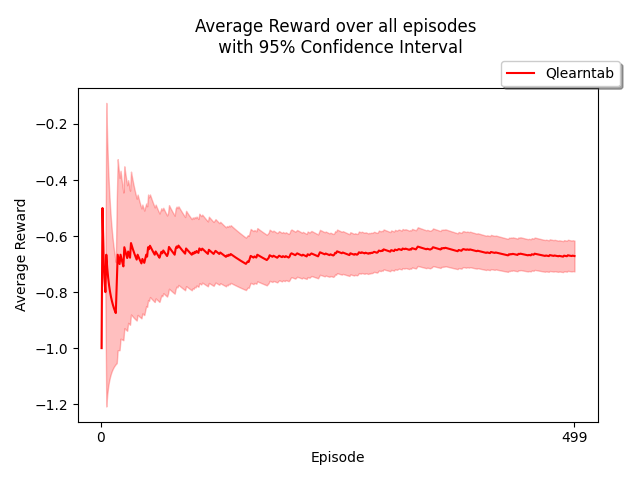 Average Reward over all episodes
with 95% Confidence Interval
Qlearntab
−0.2
−0.4
−0.6
−0.8
−1.0
−1.2
Average Reward
0
499
Episode